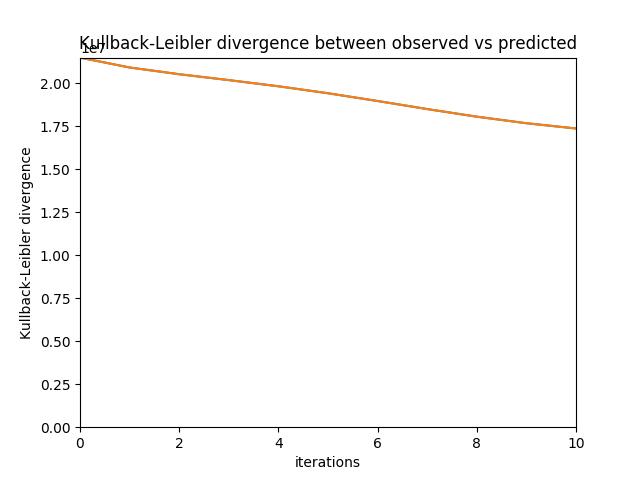 Kullback-Leibler divergence between observed vs predicted
1e7
2.00
1.75
1.50
1.25
1.00
0.75
0.50
0.25
0.00
Kullback-Leibler divergence
0 2 4 6 8 10
iterations